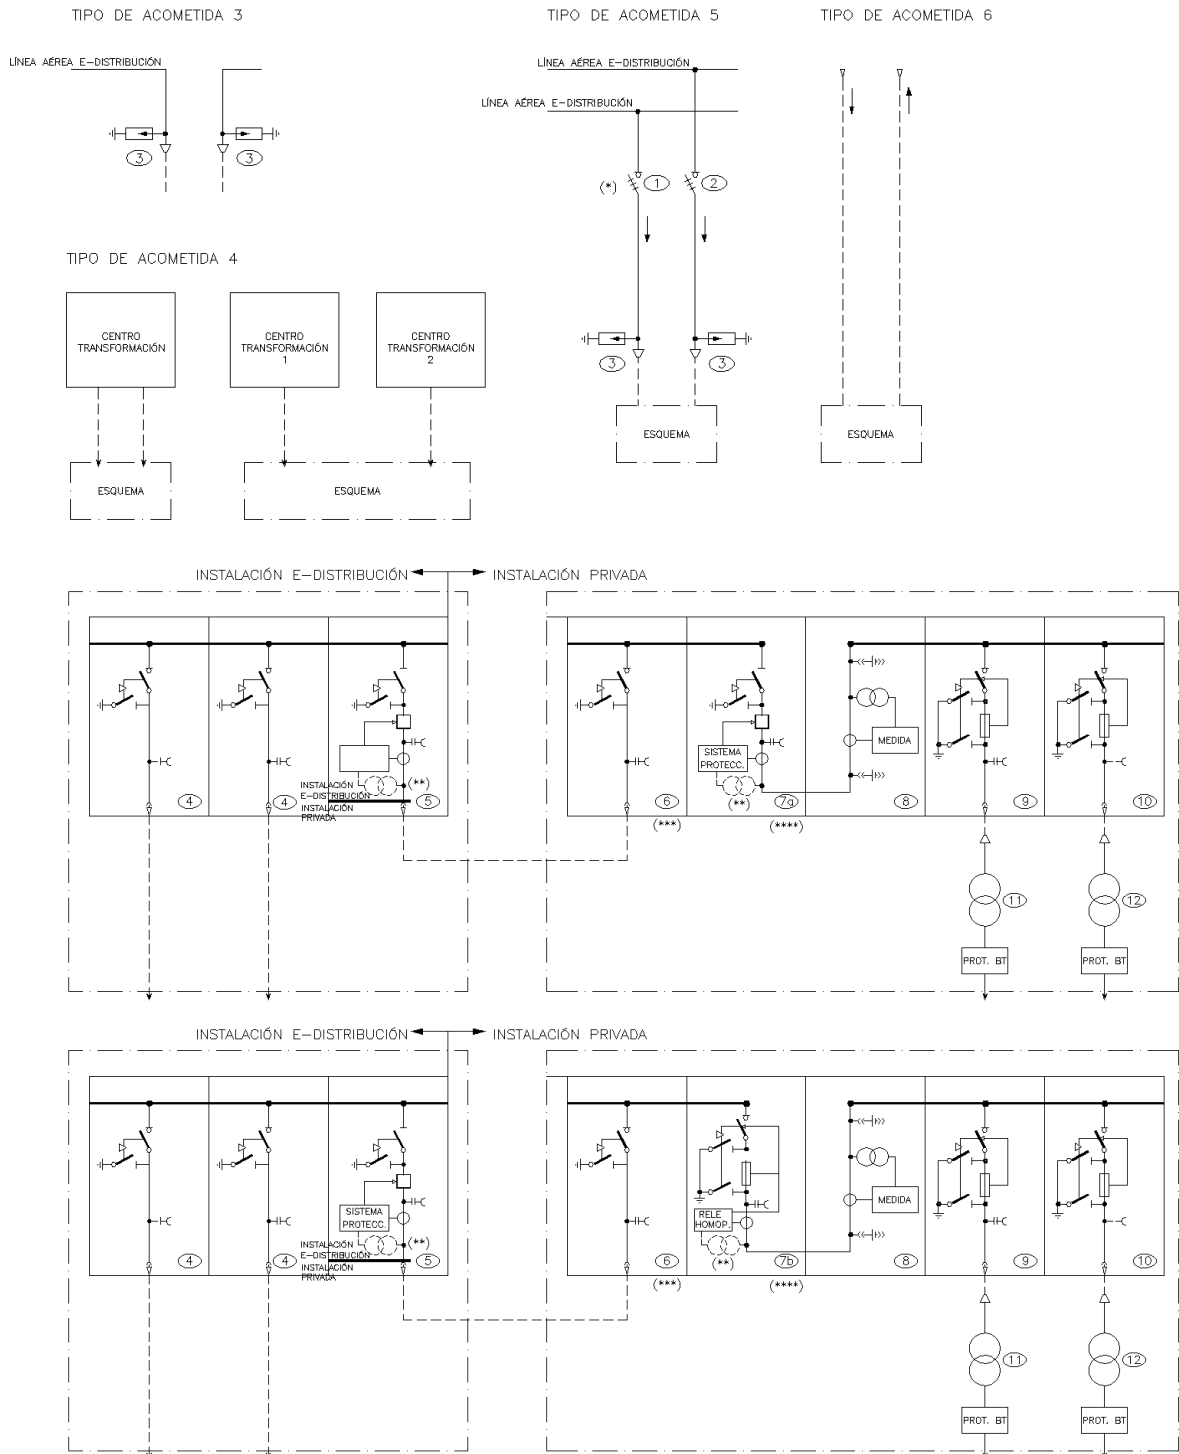 TIPO DE ACOMETIDA 3
TIPO DE ACOMETIDA 5
TIPO DE ACOMETIDA 6
LÍNEA AÉREA E-DISTRIBUCIÓN
LÍNEA AÉREA E-DISTRIBUCIÓN
LÍNEA AÉREA E-DISTRIBUCIÓN
3
3
(*)
1
2
TIPO DE ACOMETIDA 4
CENTRO
TRANSFORMACIÓN
CENTRO
TRANSFORMACIÓN
1
CENTRO
TRANSFORMACIÓN
2
3
3
ESQUEMA
ESQUEMA
ESQUEMA
ESQUEMA
INSTALACIÓN E-DISTRIBUCIÓN
INSTALACIÓN PRIVADA
SISTEMA
PROTECC.
MEDIDA
INSTALACIÓN
E-DISTRIBUCIÓN
INSTALACIÓN
PRIVADA
(**)
(**)
4
4
5
6
7a
8
9
10
(***)
(****)
11
12
PROT. BT
PROT. BT
INSTALACIÓN E-DISTRIBUCIÓN
INSTALACIÓN PRIVADA
SISTEMA
PROTECC.
RELE
HOMOP.
MEDIDA
INSTALACIÓN
E-DISTRIBUCIÓN
INSTALACIÓN
PRIVADA
(**)
(**)
4
4
5
6
7b
8
9
10
(***)
(****)
11
12
PROT. BT
PROT. BT